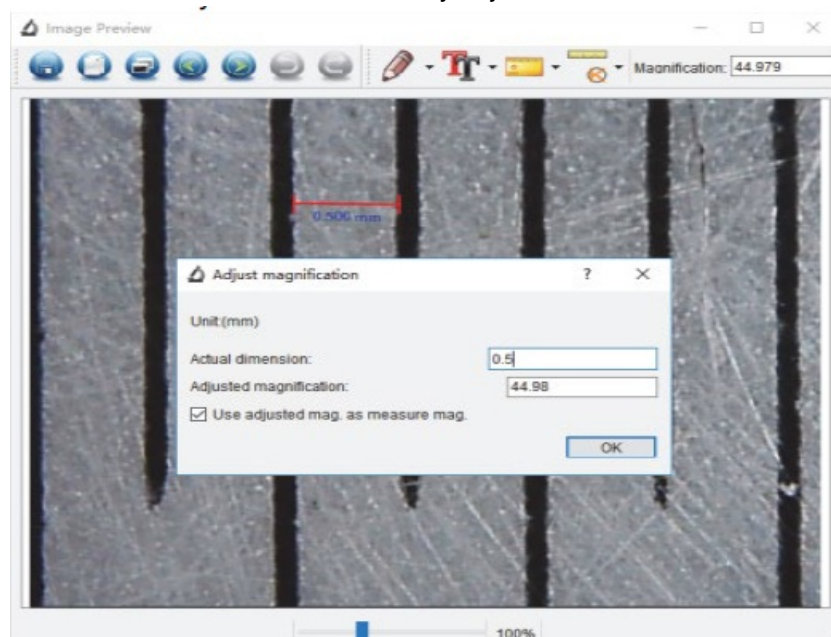 Image Preview
Magnification: 44.979
0.500 mm
Adjust magnification
Unit:(mm)
Actual dimension: 0.5
Adjusted magnification: 44.98
Use adjusted mag. as measure mag.
OK
100%